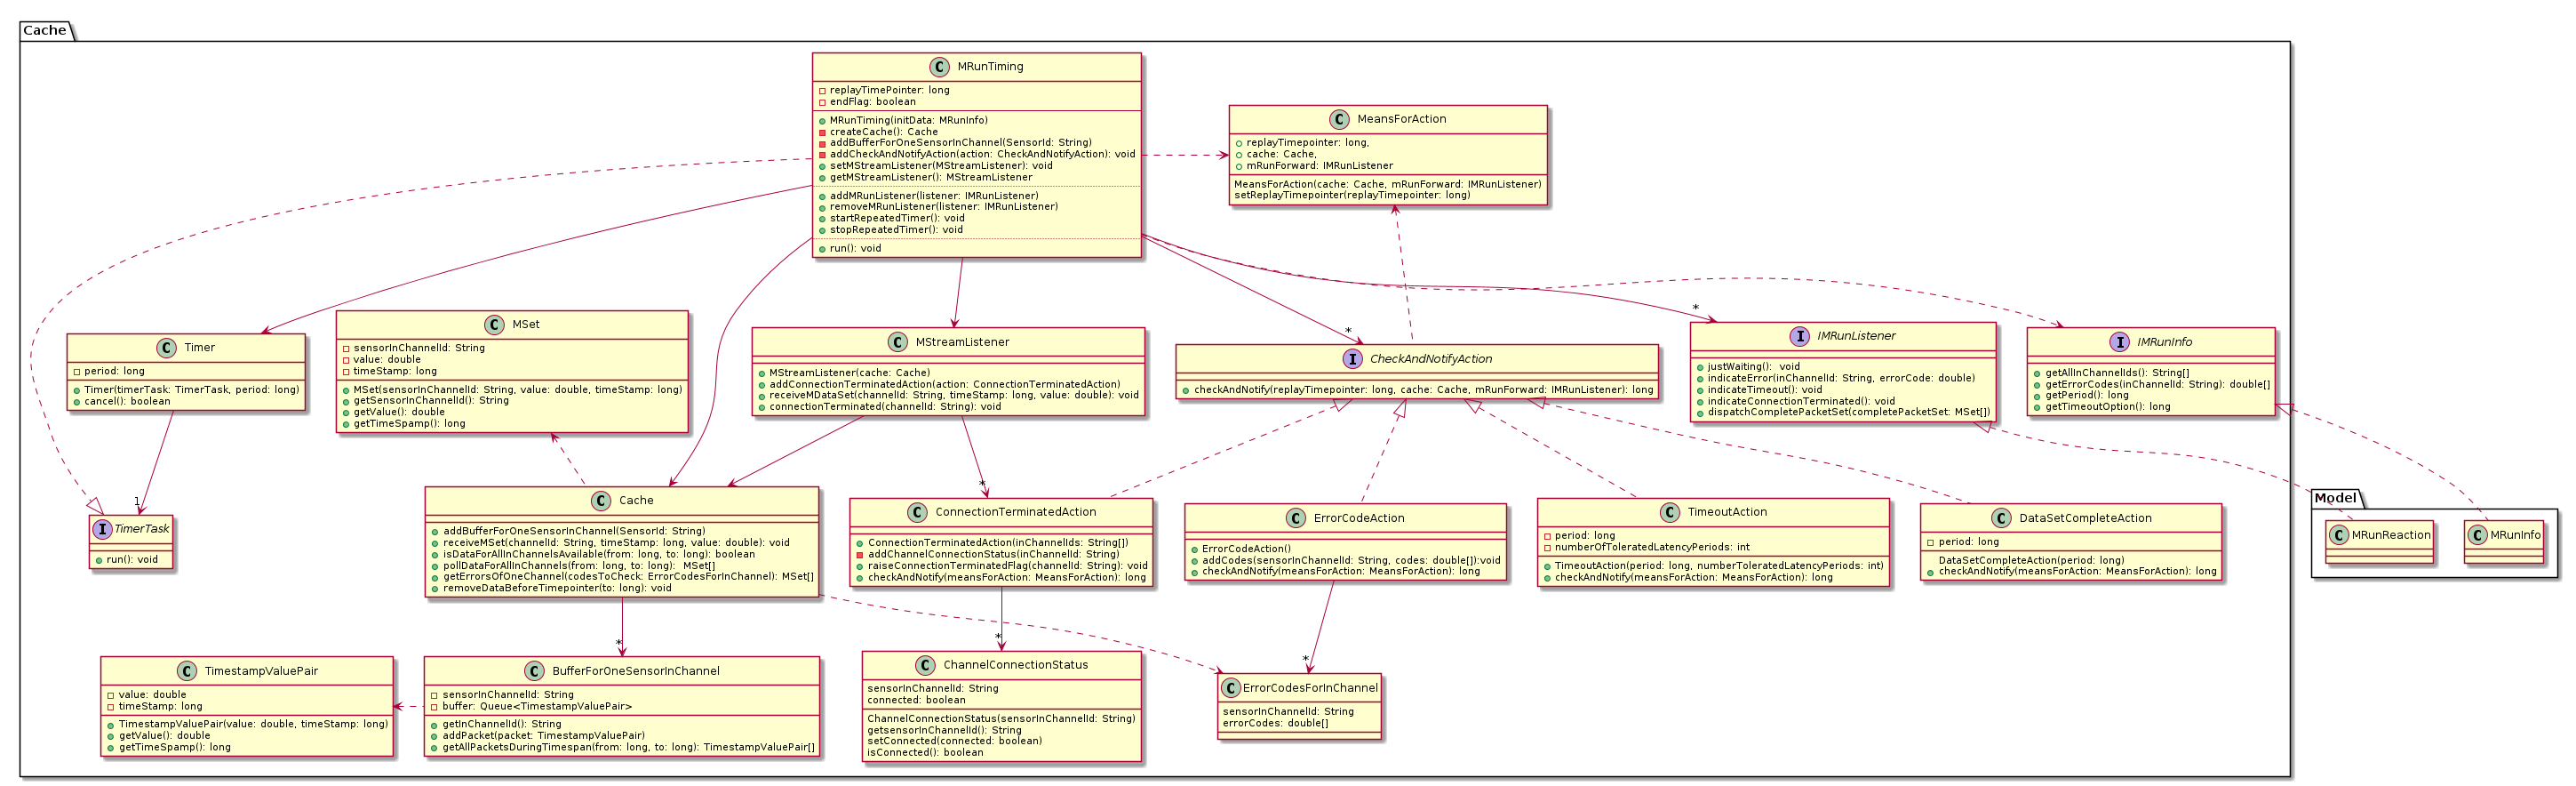 Cache
C MRunTiming
replayTimePointer: long
endFlag: boolean
MRunTiming(initData: MRunInfo)
createCache(): Cache
addBufferForOneSensorInChannel(SensorId: String)
addCheckAndNotifyAction(action: CheckAndNotifyAction): void
setMStreamListener(MStreamListener): void
getMStreamListener(): MStreamListener
addMRunListener(listener: IMRunListener)
removeMRunListener(listener: IMRunListener)
startRepeatedTimer(): void
stopRepeatedTimer(): void
run(): void
C MeansForAction
replayTimepointer: long,
cache: Cache,
mRunForward: IMRunListener
MeansForAction(cache: Cache, mRunForward: IMRunListener)
setReplayTimepointer(replayTimepointer: long)
C Timer
period: long
Timer(timerTask: TimerTask, period: long)
cancel(): boolean
C MSet
sensorInChannelId: String
value: double
timeStamp: long
MSet(sensorInChannelId: String, value: double, timeStamp: long)
getSensorInChannelId(): String
getValue(): double
getTimeSpamp(): long
C MStreamListener
MStreamListener(cache: Cache)
addConnectionTerminatedAction(action: ConnectionTerminatedAction)
receiveMDataSet(channelId: String, timeStamp: long, value: double): void
connectionTerminated(channelId: String): void
*
I CheckAndNotifyAction
checkAndNotify(replayTimepointer: long, cache: Cache, mRunForward: IMRunListener): long
*
I IMRunListener
justWaiting(): void
indicateError(inChannelId: String, errorCode: double)
indicateTimeout(): void
indicateConnectionTerminated(): void
dispatchCompletePacketSet(completePacketSet: MSet[])
I IMRunInfo
getAllInChannelIds(): String[]
getErrorCodes(inChannelId: String): double[]
getPeriod(): long
getTimeoutOption(): long
1
I TimerTask
run(): void
C Cache
addBufferForOneSensorInChannel(SensorId: String)
receiveMSet(channelId: String, timeStamp: long, value: double): void
isDataForAllInChannelsAvailable(from: long, to: long): boolean
pollDataForAllInChannels(from: long, to: long): MSet[]
getErrorsOfOneChannel(codesToCheck: ErrorCodesForInChannel): MSet[]
removeDataBeforeTimepointer(to: long): void
*
C ConnectionTerminatedAction
ConnectionTerminatedAction(inChannelIds: String[])
addChannelConnectionStatus(inChannelId: String)
raiseConnectionTerminatedFlag(channelId: String): void
checkAndNotify(meansForAction: MeansForAction): long
C ErrorCodeAction
ErrorCodeAction()
addCodes(sensorInChannelId: String, codes: double[]):void
checkAndNotify(meansForAction: MeansForAction): long
C TimeoutAction
period: long
numberOfToleratedLatencyPeriods: int
TimeoutAction(period: long, numberToleratedLatencyPeriods: int)
checkAndNotify(meansForAction: MeansForAction): long
C DataSetCompleteAction
period: long
DataSetCompleteAction(period: long)
checkAndNotify(meansForAction: MeansForAction): long
Model
C MRunReaction
C MRunInfo
C TimestampValuePair
value: double
timeStamp: long
TimestampValuePair(value: double, timeStamp: long)
getValue(): double
getTimeSpamp(): long
*
C BufferForOneSensorInChannel
sensorInChannelId: String
buffer: Queue<TimestampValuePair>
getInChannelId(): String
addPacket(packet: TimestampValuePair)
getAllPacketsDuringTimespan(from: long, to: long): TimestampValuePair[]
*
C ChannelConnectionStatus
sensorInChannelId: String
connected: boolean
ChannelConnectionStatus(sensorInChannelId: String)
getsensorInChannelId(): String
setConnected(connected: boolean)
isConnected(): boolean
*
C ErrorCodesForInChannel
sensorInChannelId: String
errorCodes: double[]